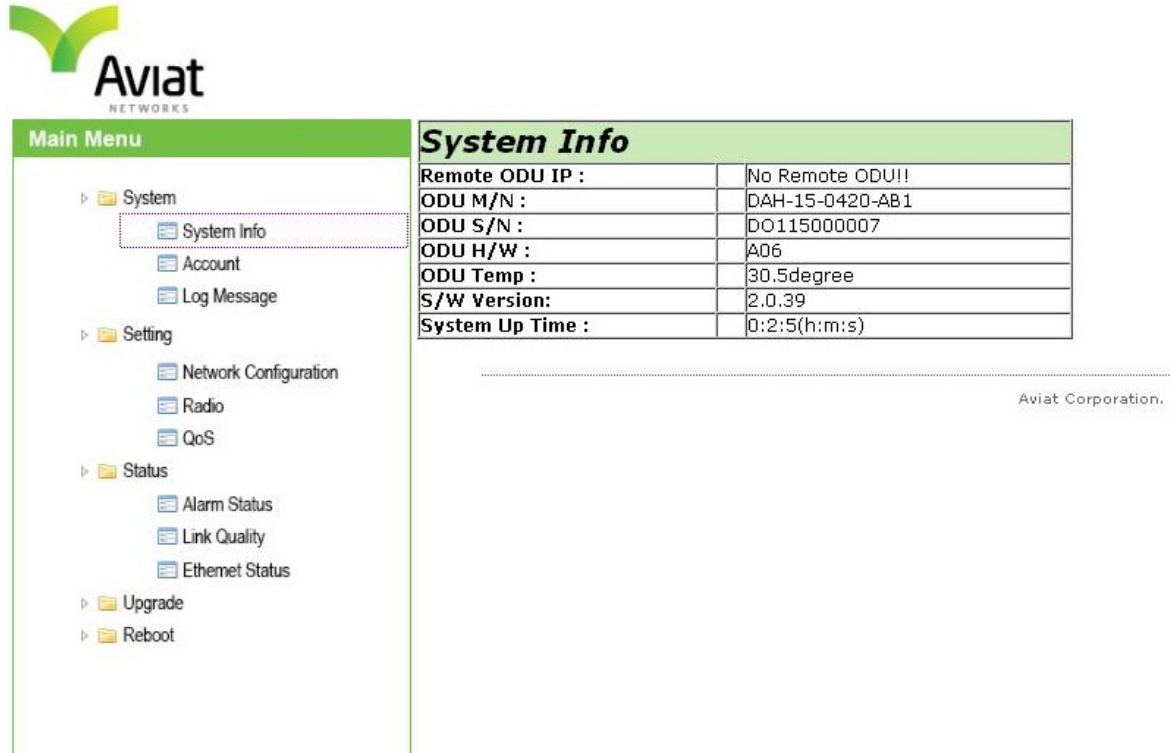 Aviat
NETWORKS
Main Menu
System
System Info
Account
Log Message
Setting
Network Configuration
Radio
QoS
Status
Alarm Status
Link Quality
Ethernet Status
Upgrade
Reboot
System Info
Remote ODU IP : No Remote ODU!!
ODU M/N : DAH-15-0420-AB1
ODU S/N : DO115000007
ODU H/W : A06
ODU Temp : 30.5degree
S/W Version: 2.0.39
System Up Time : 0:2:5(h:m:s)
Aviat Corporation.